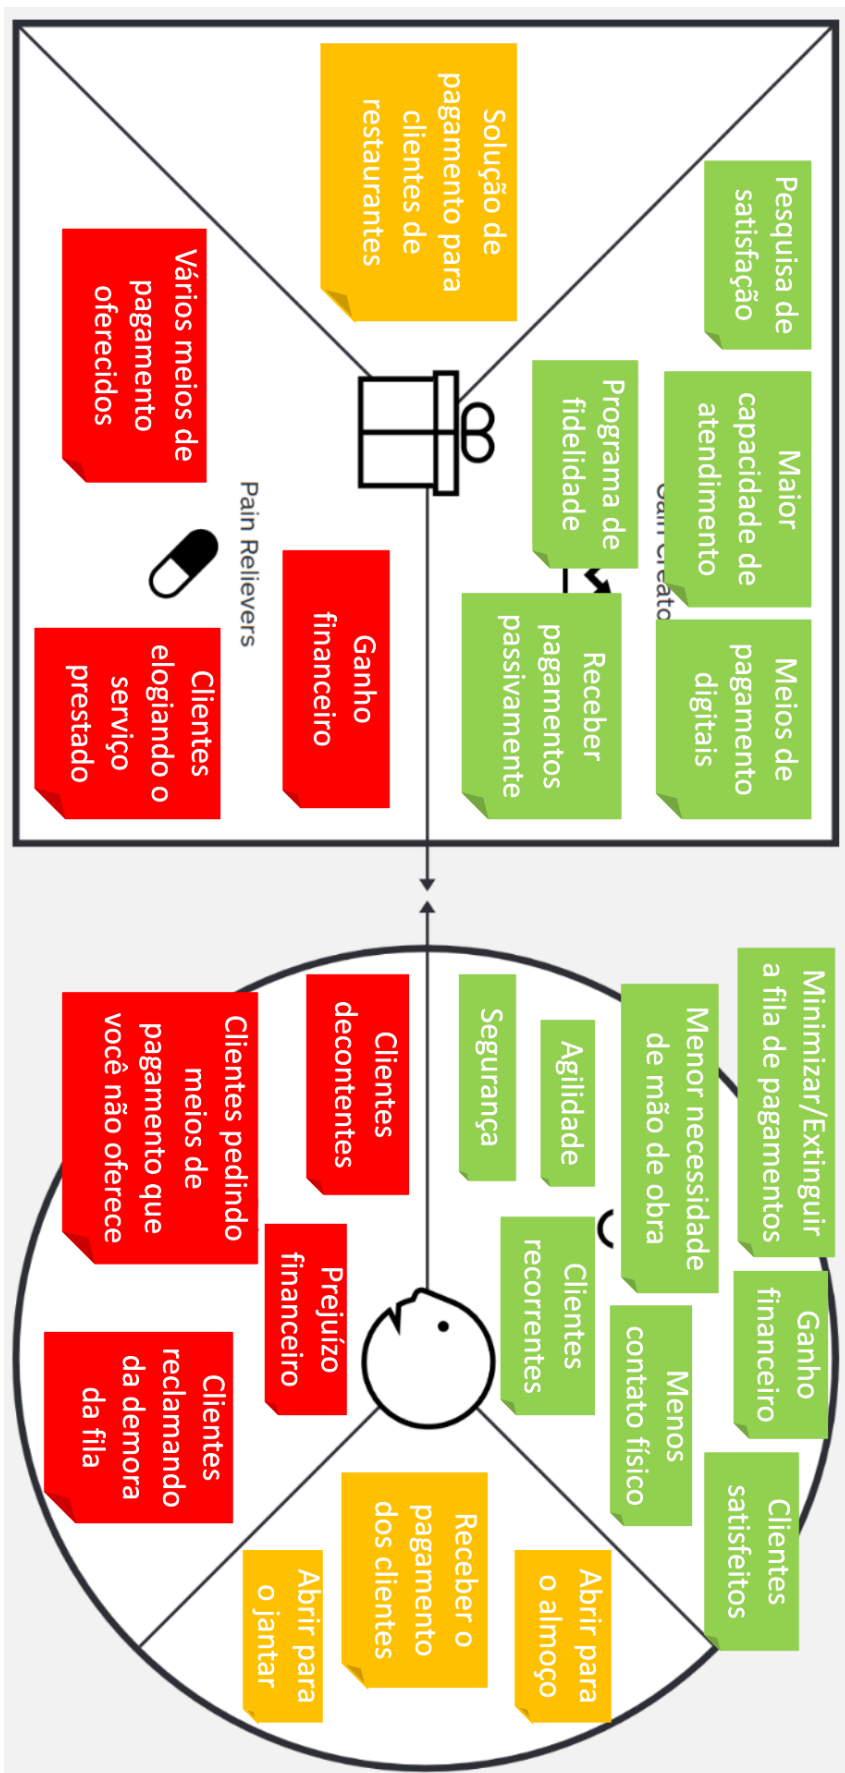 Pesquisa de
satisfação
Maior
capacidade de
atendimento
Meios de
pagamento
digitais
Programa de
fidelidade
Receber
pagamentos
passivamente
Solução de
pagamento para
clientes de
restaurantes
Ganho
financeiro
Pain Relievers
Vários meios de
pagamento
oferecidos
Clientes
elogiando o
serviço
prestado
Minimizar/Extinguir
a fila de pagamentos
Ganho
financeiro
Clientes
satisfeitos
Menor necessidade
de mão de obra
Menos
contato físico
Agilidade
Segurança
Clientes
recorrentes
Abrir para
o almoço
Receber o
pagamento
dos clientes
Abrir para
o jantar
Clientes
decontentes
Prejuízo
financeiro
Clientes pedindo
meios de
pagamento que
você não oferece
Clientes
reclamando
da demora
da fila